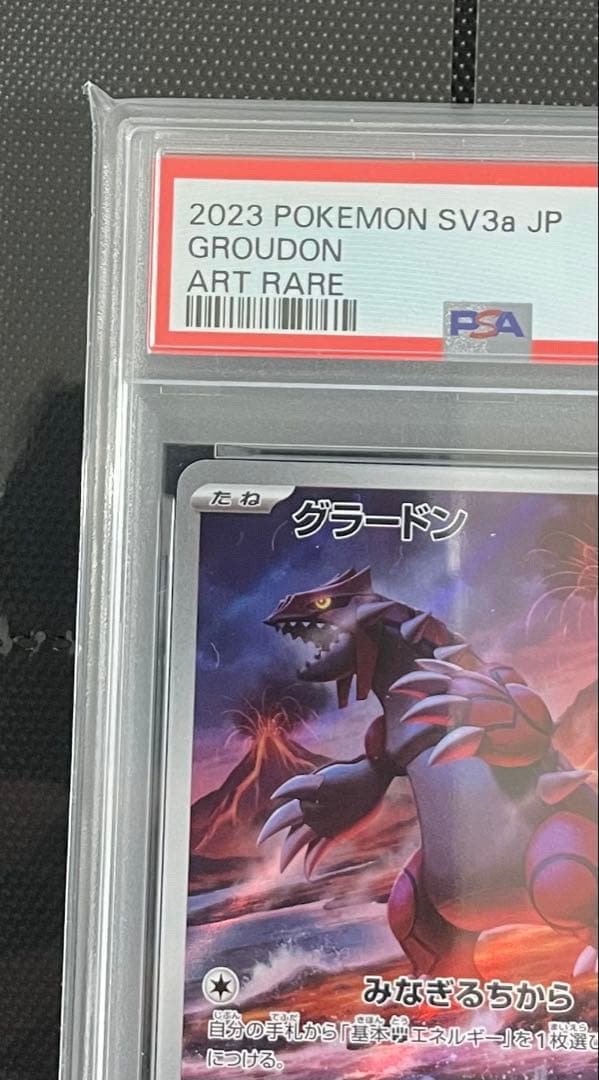 2023 POKEMON SV3a JP
GROUDON
ART RARE
PSA
たね
グラードン
みなぎるちから
自分の手札から「基本闘エネルギー」を1枚選び
につける。